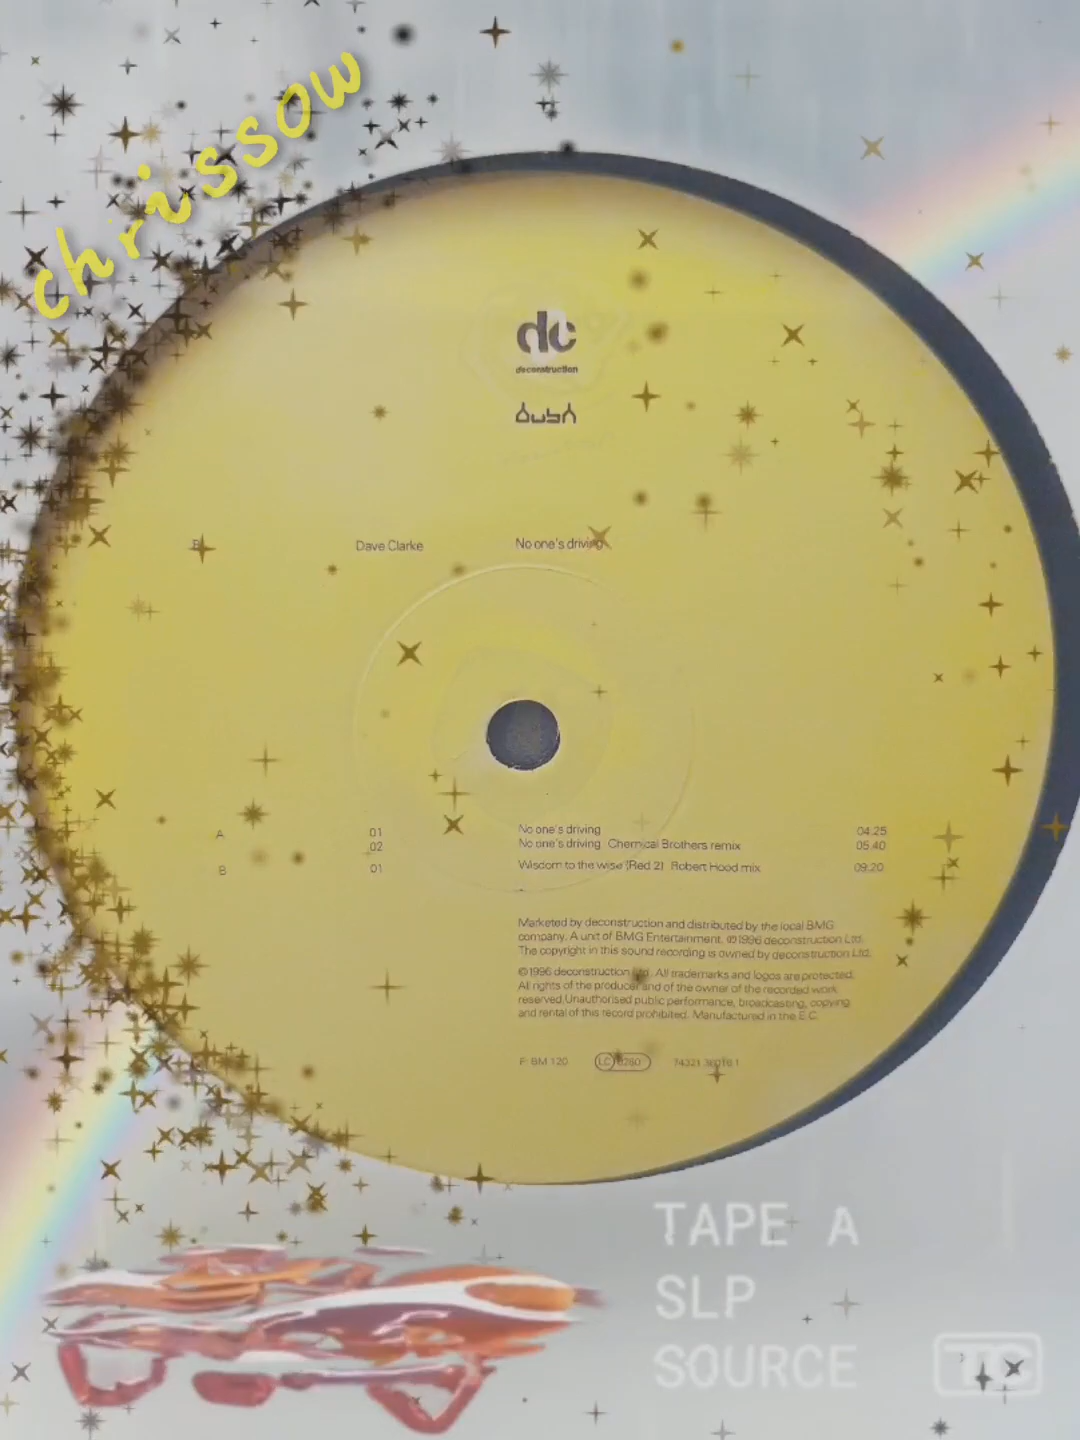 chrissow
dc
deconstruction
B Dave Clarke No one's driving
A 01 No one's driving 04.25
02 No one's driving Chemical Brothers remix 05.40
B 01 Wisdom to the wise (Red 2) Robert Hood mix 09:20
Marketed by deconstruction and distributed by the local BMG
company. A unit of BMG Entertainment. ℗1996 deconstruction Ltd.
The copyright in this sound recording is owned by deconstruction Ltd.
©1996 deconstruction Ltd. All trademarks and logos are protected.
All rights of the producer and of the owner of the recorded work
reserved. Unauthorised public performance, broadcasting, copying
and rental of this record prohibited. Manufactured in the E.C.
F: BM 120 LC 8280
TAPE A
SLP
SOURCE